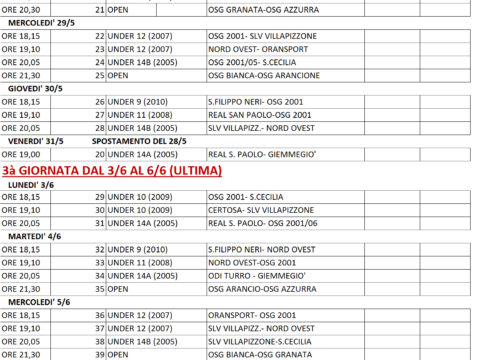 ORE 20,30 21 OPEN OSG GRANATA-OSG AZZURRA
MERCOLEDI' 29/5
ORE 18,15 22 UNDER 12 (2007) OSG 2001- SLV VILLAPIZZONE
ORE 19,10 23 UNDER 12 (2007) NORD OVEST- ORANSPORT
ORE 20,05 24 UNDER 14B (2005) OSG 2001/05- S.CECILIA
ORE 21,30 25 OPEN OSG BIANCA-OSG ARANCIONE
GIOVEDI' 30/5
ORE 18,15 26 UNDER 9 (2010) S.FILIPPO NERI- OSG 2001
ORE 19,10 27 UNDER 11 (2008) REAL SAN PAOLO-OSG 2001
ORE 20,05 28 UNDER 14B (2005) SLV VILLAPIZZ.- NORD OVEST
VENERDI' 31/5 SPOSTAMENTO DEL 28/5
ORE 19,00 20 UNDER 14A (2005) REAL S. PAOLO- GIEMMEGIO'
3à GIORNATA DAL 3/6 AL 6/6 (ULTIMA)
LUNEDI' 3/6
ORE 18,15 29 UNDER 10 (2009) OSG 2001- S.CECILIA
ORE 19,10 30 UNDER 10 (2009) CERTOSA- SLV VILLAPIZZONE
ORE 20,05 31 UNDER 14A (2005) REAL S. PAOLO - OSG 2001/06
MARTEDI' 4/6
ORE 18,15 32 UNDER 9 (2010) S.FILIPPO NERI- NORD OVEST
ORE 19,10 33 UNDER 11 (2008) NORD OVEST-OSG 2001
ORE 20,05 34 UNDER 14A (2005) ODI TURRO - GIEMMEGIO'
ORE 21,30 35 OPEN OSG ARANCIO-OSG AZZURRA
MERCOLEDI' 5/6
ORE 18,15 36 UNDER 12 (2007) ORANSPORT- OSG 2001
ORE 19,10 37 UNDER 12 (2007) SLV VILLAPIZZ.- NORD OVEST
ORE 20,05 38 UNDER 14B (2005) SLV VILLAPIZZONE-S.CECILIA
ORE 21,30 39 OPEN OSG BIANCA-OSG GRANATA